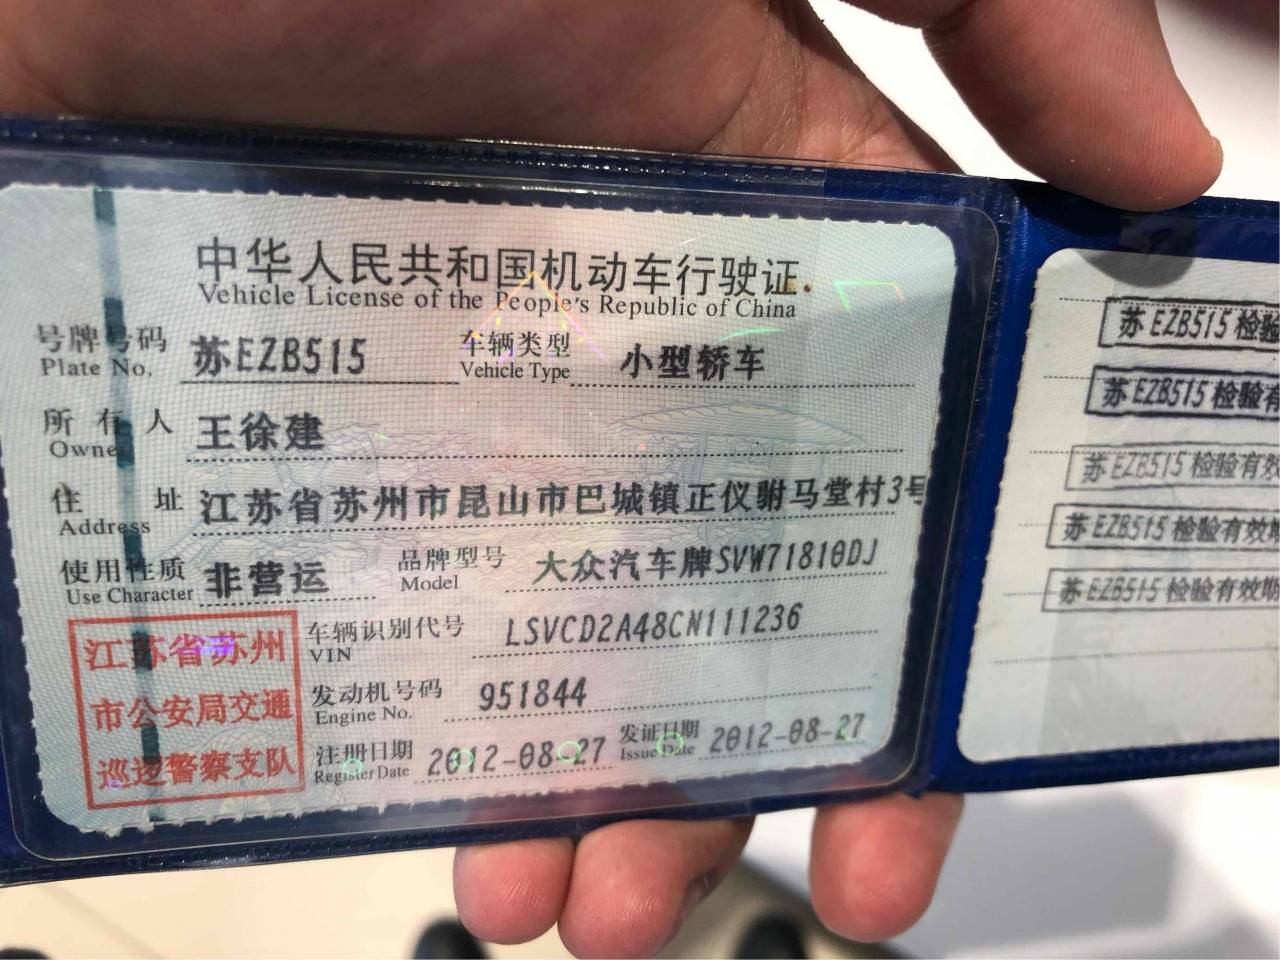 中华人民共和国机动车行驶证
Vehicle License of the People's Republic of China
号牌号码 苏EZB515 车辆类型 小型轿车
Plate No. Vehicle Type
所有人 王徐建
Owner
住址 江苏省苏州市昆山市巴城镇正仪驸马堂村3号
Address
使用性质 非营运 品牌型号 大众汽车牌SVW71810DJ
Use Character Model
江苏省苏州
市公安局交通
巡逻警察支队
车辆识别代号 LSVCD2A48CN111236
VIN
发动机号码 951844
Engine No.
注册日期 2012-08-27 发证日期 2012-08-27
Register Date Issue Date
苏EZB515检验
苏EZB515检验有
苏EZB515检验有效
苏EZB515检验有效期
苏EZB515检验有效期